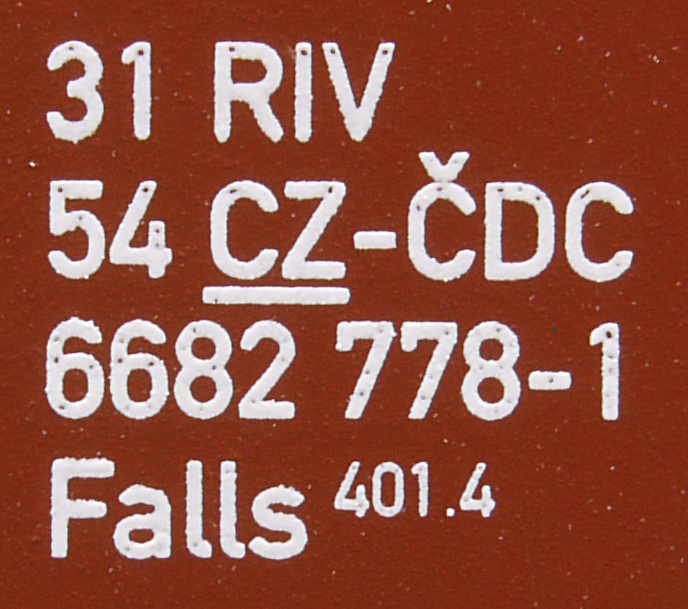 31 RIV
54 CZ-ČDC
6682 778-1
Falls 401.4